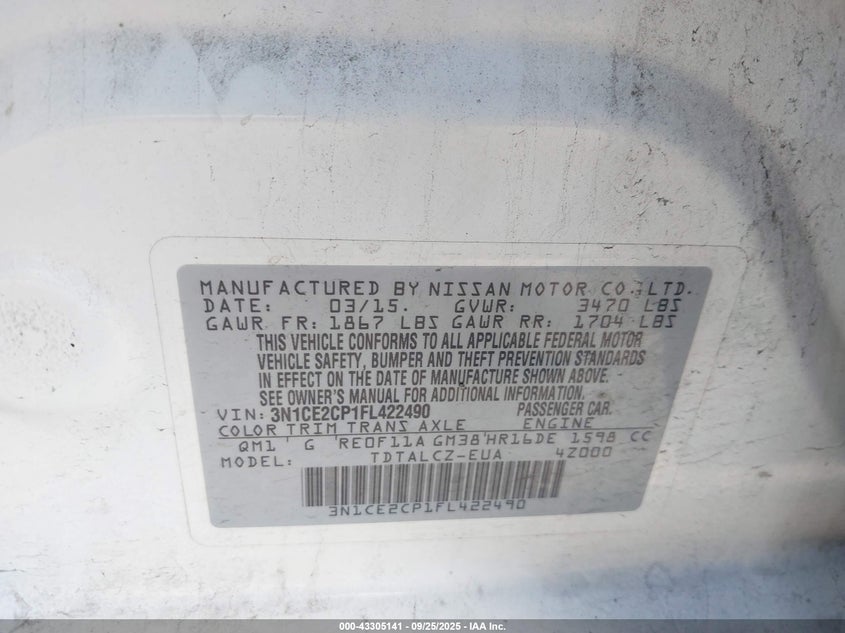 MANUFACTURED BY NISSAN MOTOR CO., LTD.
DATE: 03/15. GVWR: 3470 LBS
GAWR FR: 1867 LBS GAWR RR: 1704 LBS
THIS VEHICLE CONFORMS TO ALL APPLICABLE FEDERAL MOTOR
VEHICLE SAFETY, BUMPER AND THEFT PREVENTION STANDARDS
IN EFFECT ON THE DATE OF MANUFACTURE SHOWN ABOVE.
SEE OWNER'S MANUAL FOR ADDITIONAL INFORMATION.
VIN: 3N1CE2CP1FL422490 PASSENGER CAR.
COLOR TRIM TRANS AXLE ENGINE
QM1 ' G 'RE0F11A GM38'HR16DE 1598 CC
MODEL: TDTALCZ-EUA 4Z000
3N1CE2CP1FL422490
000-43305141 - 09/25/2025 - IAA Inc.